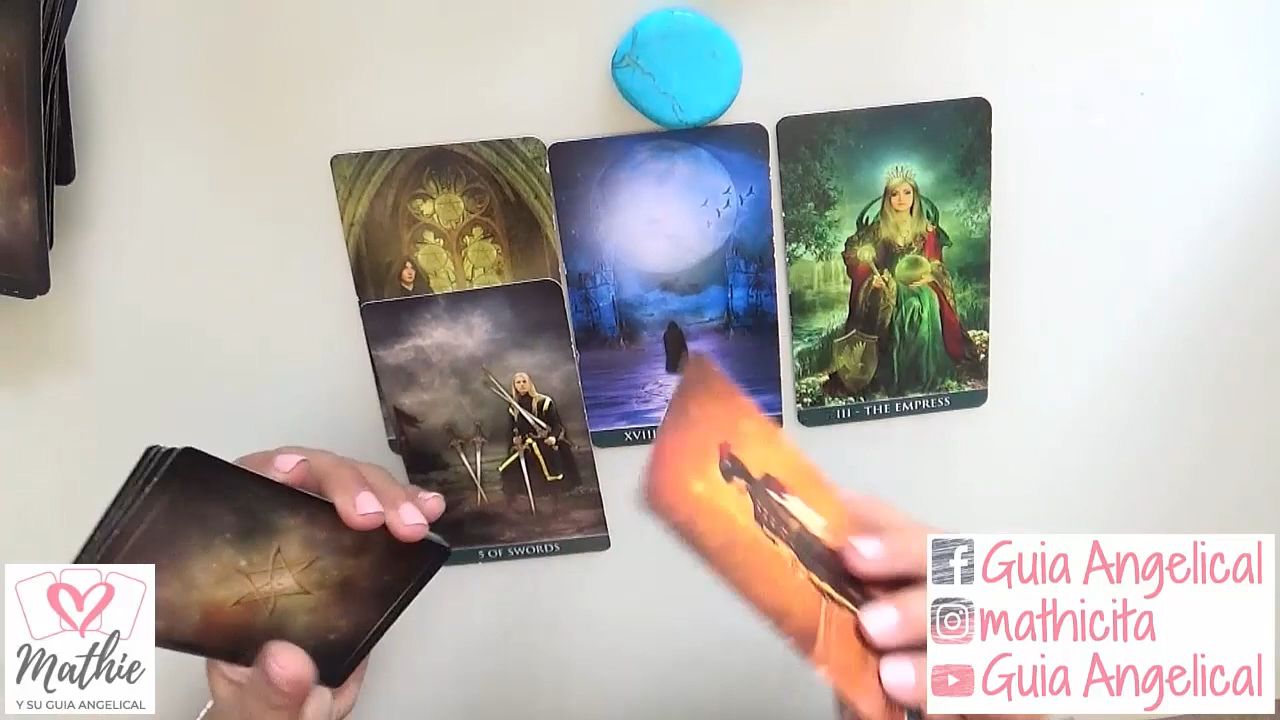 XVIII
III - THE EMPRESS
5 OF SWORDS
Mathie
Y SU GUIA ANGELICAL
Guia Angelical
mathicita
Guia Angelical